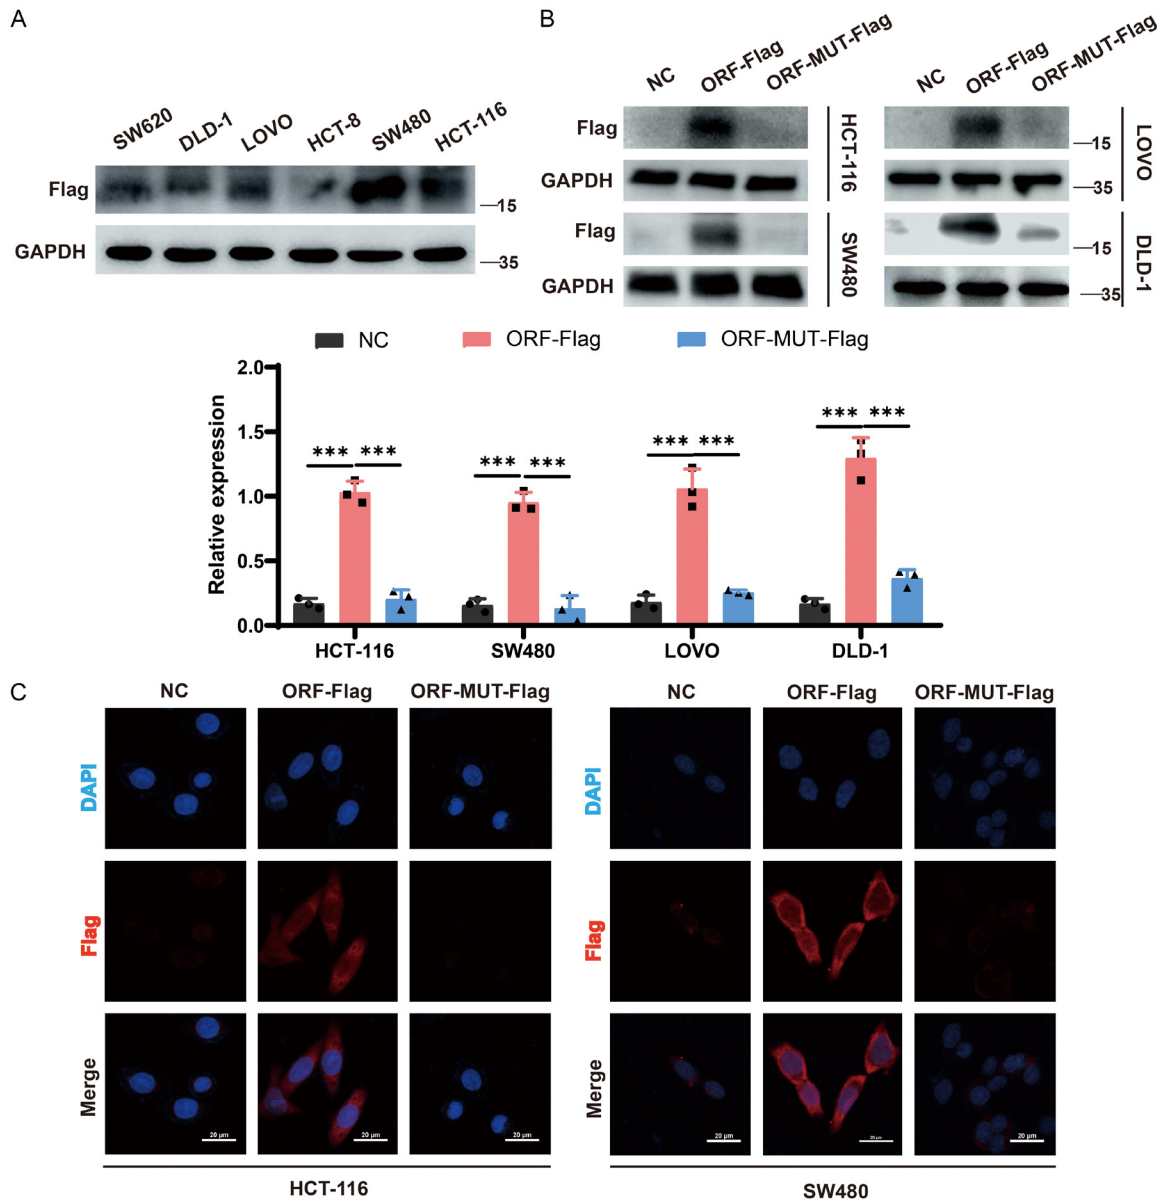 A
B
SW620 DLD-1 LOVO HCT-8 SW480 HCT-116
Flag
15
GAPDH
35
NC ORF-Flag ORF-MUT-Flag
NC ORF-Flag ORF-MUT-Flag
Flag
GAPDH
HCT-116
15
35
LOVO
Flag
GAPDH
SW480
15
35
DLD-1
NC ORF-Flag ORF-MUT-Flag
Relative expression
2.0
1.5
1.0
0.5
0.0
*** ***
*** ***
*** ***
*** ***
HCT-116 SW480 LOVO DLD-1
C
NC ORF-Flag ORF-MUT-Flag
DAPI
Flag
Merge
20 μm 20 μm 20 μm
HCT-116
NC ORF-Flag ORF-MUT-Flag
DAPI
Flag
Merge
20 μm 20 μm 20 μm
SW480